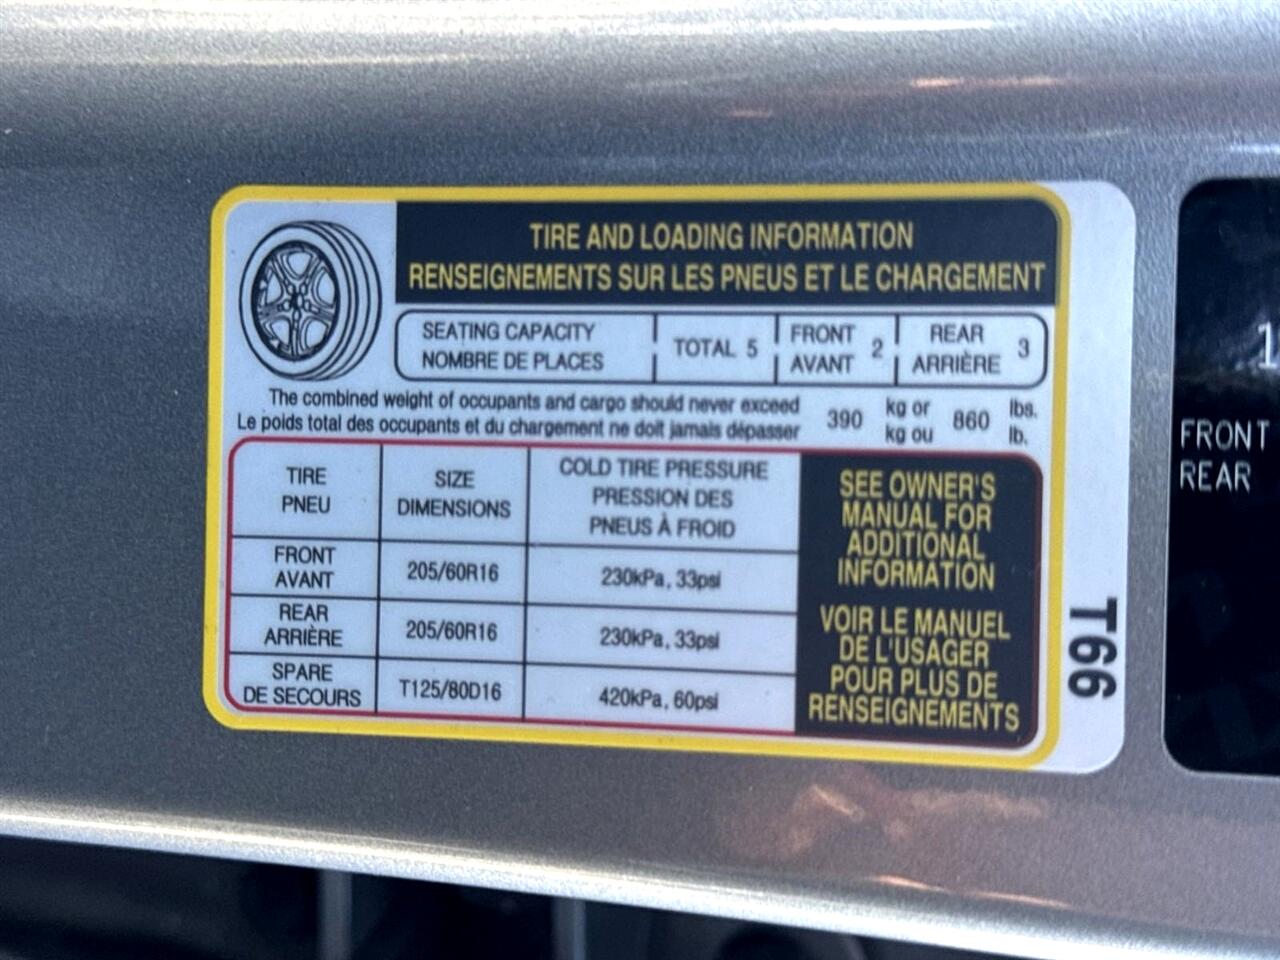 TIRE AND LOADING INFORMATION
RENSEIGNEMENTS SUR LES PNEUS ET LE CHARGEMENT
SEATING CAPACITY
NOMBRE DE PLACES
TOTAL 5
FRONT
AVANT
2
REAR
ARRIÈRE
3
The combined weight of occupants and cargo should never exceed
Le poids total des occupants et du chargement ne doit jamais dépasser
390
kg or
kg ou
860
lbs.
lb.
TIRE
PNEU
SIZE
DIMENSIONS
COLD TIRE PRESSURE
PRESSION DES
PNEUS À FROID
FRONT
AVANT
205/60R16
230kPa, 33psi
REAR
ARRIÈRE
205/60R16
230kPa, 33psi
SPARE
DE SECOURS
T125/80D16
420kPa, 60psi
SEE OWNER'S
MANUAL FOR
ADDITIONAL
INFORMATION
VOIR LE MANUEL
DE L'USAGER
POUR PLUS DE
RENSEIGNEMENTS
T66
1
FRONT
REAR